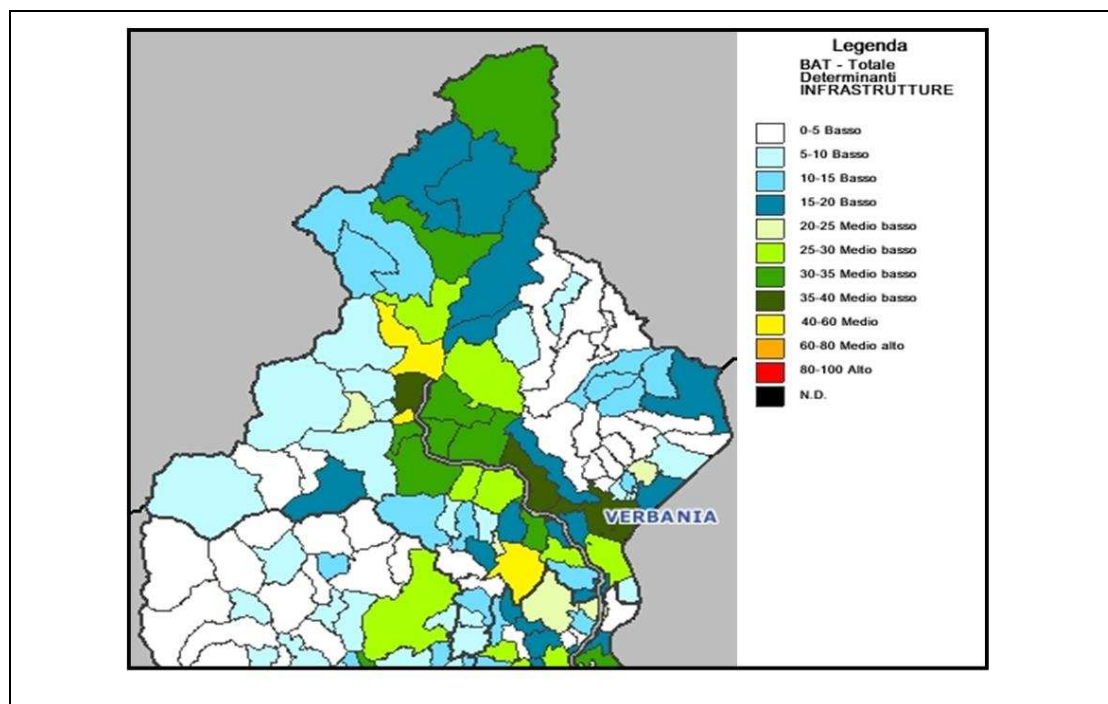 Legenda
BAT - Totale
Determinanti
INFRASTRUTTURE
0-5 Basso
5-10 Basso
10-15 Basso
15-20 Basso
20-25 Medio basso
25-30 Medio basso
30-35 Medio basso
35-40 Medio basso
40-60 Medio
60-80 Medio alto
80-100 Alto
N.D.
VERBANIA